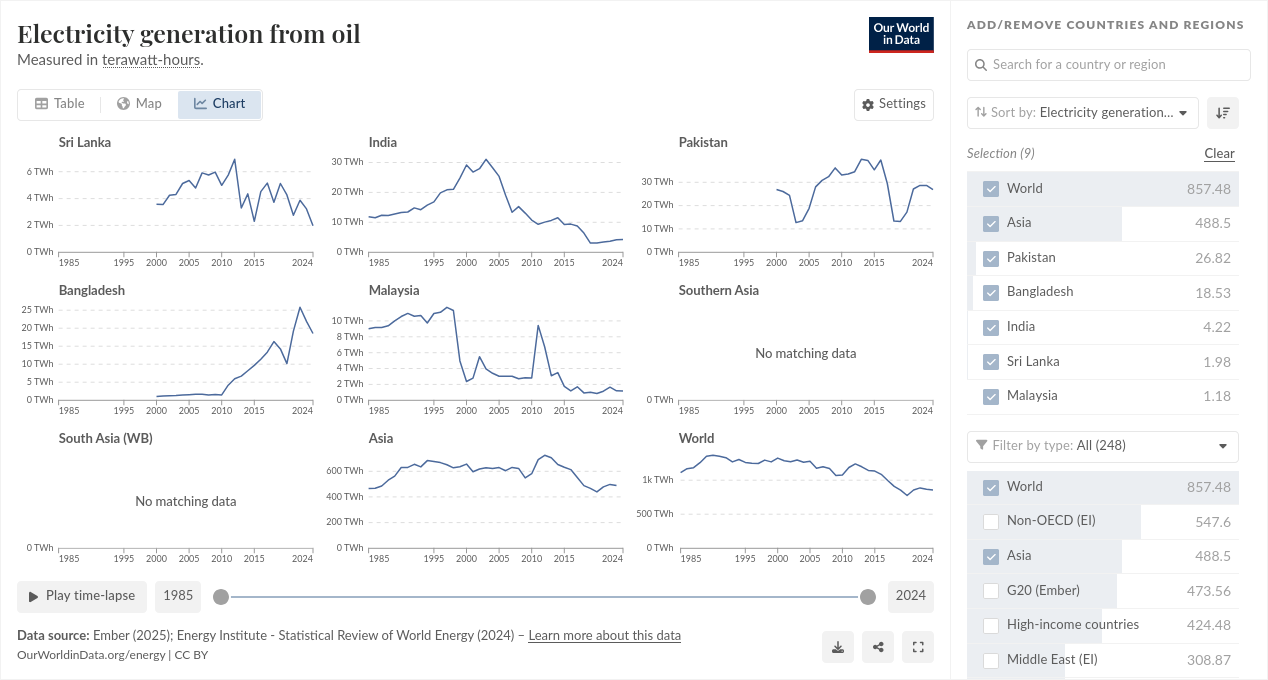 Electricity generation from oil
Measured in terawatt-hours.
Our World
in Data
Table
Map
Chart
Settings
Sri Lanka
6 TWh
4 TWh
2 TWh
0 TWh
1985 1995 2000 2005 2010 2015 2024
India
30 TWh
20 TWh
10 TWh
0 TWh
1985 1995 2000 2005 2010 2015 2024
Pakistan
30 TWh
20 TWh
10 TWh
0 TWh
1985 1995 2000 2005 2010 2015 2024
Bangladesh
25 TWh
20 TWh
15 TWh
10 TWh
5 TWh
0 TWh
1985 1995 2000 2005 2010 2015 2024
Malaysia
10 TWh
8 TWh
6 TWh
4 TWh
2 TWh
0 TWh
1985 1995 2000 2005 2010 2015 2024
Southern Asia
No matching data
0 TWh
1985 1995 2000 2005 2010 2015 2024
South Asia (WB)
No matching data
0 TWh
1985 1995 2000 2005 2010 2015 2024
Asia
600 TWh
400 TWh
200 TWh
0 TWh
1985 1995 2000 2005 2010 2015 2024
World
1k TWh
500 TWh
0 TWh
1985 1995 2000 2005 2010 2015 2024
Play time-lapse
1985
2024
Data source: Ember (2025); Energy Institute - Statistical Review of World Energy (2024) – Learn more about this data
OurWorldinData.org/energy | CC BY
ADD/REMOVE COUNTRIES AND REGIONS
Search for a country or region
Sort by: Electricity generation...
Selection (9)
Clear
World 857.48
Asia 488.5
Pakistan 26.82
Bangladesh 18.53
India 4.22
Sri Lanka 1.98
Malaysia 1.18
Filter by type: All (248)
World 857.48
Non-OECD (EI) 547.6
Asia 488.5
G20 (Ember) 473.56
High-income countries 424.48
Middle East (EI) 308.87